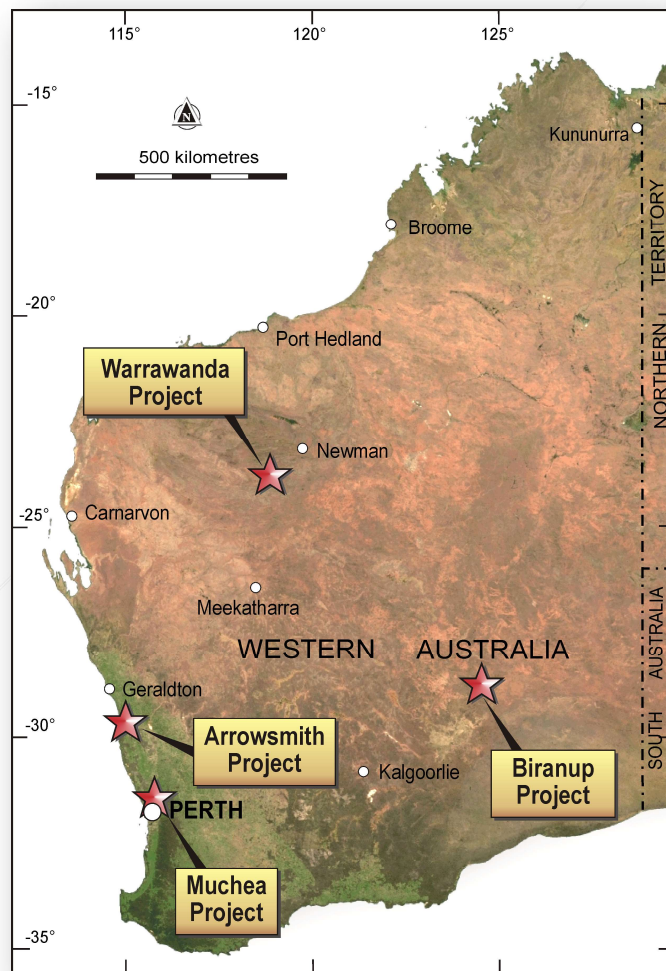 115°
120°
125°
-15°
N
Kununurra
500 kilometres
Broome
NORTHERN TERRITORY
-20°
Port Hedland
Warrawanda
Project
Newman
-25°
Carnarvon
Meekatharra
WESTERN AUSTRALIA
SOUTH AUSTRALIA
Geraldton
-30°
Arrowsmith
Project
Kalgoorlie
Biranup
Project
PERTH
Muchea
Project
-35°